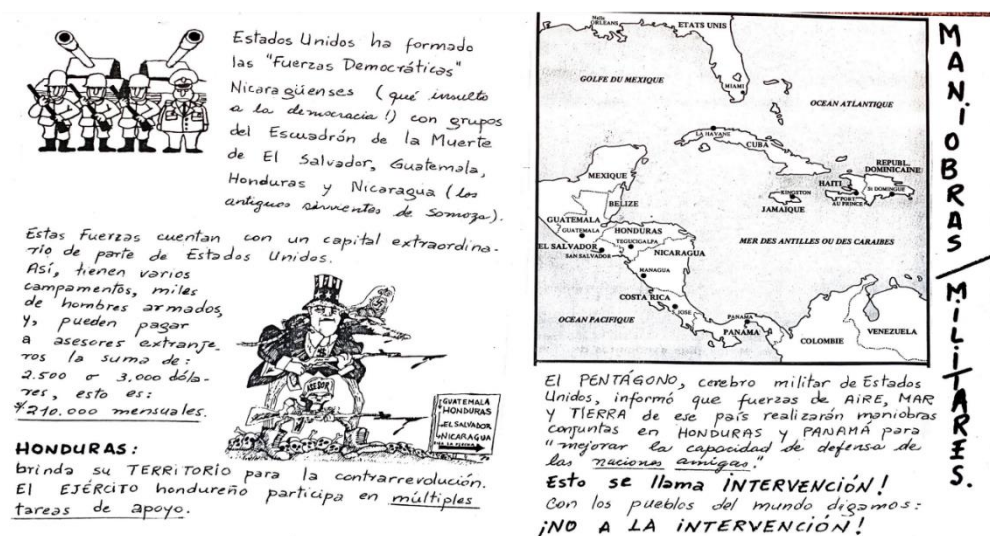 Estados Unidos ha formado
las "Fuerzas Democráticas"
Nicaragüenses (qué insulto
a la democracia!) con grupos
del Escuadrón de la Muerte
de El Salvador, Guatemala,
Honduras y Nicaragua (los
antiguos sirvientes de Somoza).
Estas Fuerzas cuentan con un capital extraordina-
rio de parte de Estados Unidos.
Así, tienen varios
campamentos, miles
de hombres armados,
y, pueden pagar
a asesores extranje-
ros la suma de:
2.500 o 3,000 dóla-
res, esto es:
210.000 mensuales.
ASEDOR
GUATEMALA
HONDURAS
EL SALVADOR
NICARAGUA
HONDURAS:
brinda su TERRITORIO para la contrarrevolución.
El EJÉRCITO hondureño participa en múltiples
tareas de apoyo.
Nelle
ORLEANS
ETATS UNIS
GOLFE DU MEXIQUE
MIAMI
OCEAN ATLANTIQUE
LA HAVANE
CUBA
REPUBL.
DOMINICAINE
MEXIQUE
HAITI
KINGSTON
St DOMINGUE
PORT
AU PRINCE
BELIZE
JAMAIQUE
GUATEMALA
GUATEMALA
HONDURAS
TEGUCIGALPA
MER DES ANTILLES OU DES CARAIBES
EL SALVADOR
SAN SALVADOR
NICARAGUA
MANAGUA
COSTA RICA
JOSE
OCEAN PACIFIQUE
PANAMA
PANAMA
COLOMBIE
VENEZUELA
MANIOBRAS / MILITARES.
El PENTÁGONO, cerebro militar de Estados
Unidos, informó que fuerzas de AIRE, MAR
y TIERRA de ese país realizarán maniobras
conjuntas en HONDURAS y PANAMÁ para
"mejorar la capacidad de defensa de
las naciones amigas."
Esto se llama INTERVENCIÓN!
Con los pueblos del mundo digamos:
¡NO A LA INTERVENCIÓN!